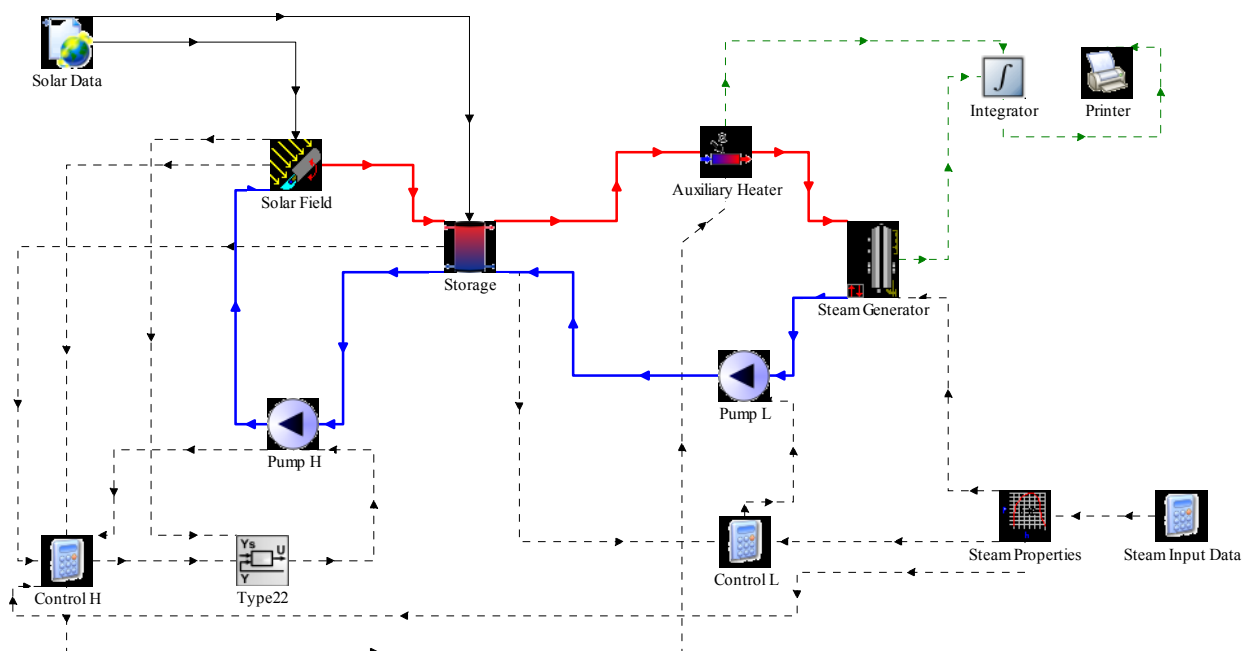 Solar Data
Integrator
Printer
Auxiliary Heater
Solar Field
Storage
Steam Generator
Pump L
Pump H
Steam Properties
Steam Input Data
Control L
Ys
U
Y
Control H
Type22